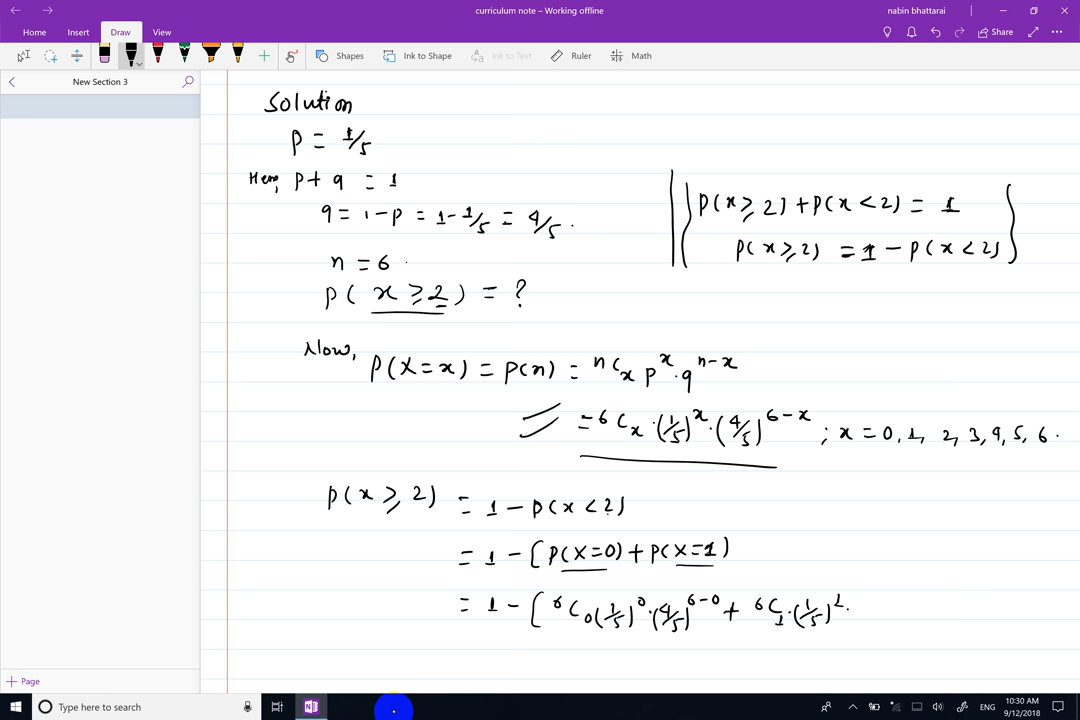 curriculum note – Working offline
nabin bhattarai
Home Insert Draw View
Share
Shapes Ink to Shape Ink to Text Ruler Math
New Section 3
Solution
p = 1/5
Here, p + q = 1
q = 1 - p = 1 - 1/5 = 4/5 .
n = 6 .
p( x ≥ 2 ) = ?
p(x ≥ 2) + p(x < 2) = 1
p(x ≥ 2) = 1 - p(x < 2)
Now,
p(X = x) = p(n) = ⁿCₓ pˣ . qⁿ⁻ˣ
= ⁶Cₓ . (1/5)ˣ . (4/5)⁶⁻ˣ ; x = 0, 1, 2, 3, 4, 5, 6 .
p(x ≥ 2) = 1 - p(x < 2)
= 1 - [ p(X = 0) + p(X = 1)
= 1 - [ ⁶C₀ (1/5)⁰ . (4/5)⁶⁻⁰ + ⁶C₁ . (1/5)¹ .
+ Page
Type here to search
ENG
10:30 AM
9/12/2018